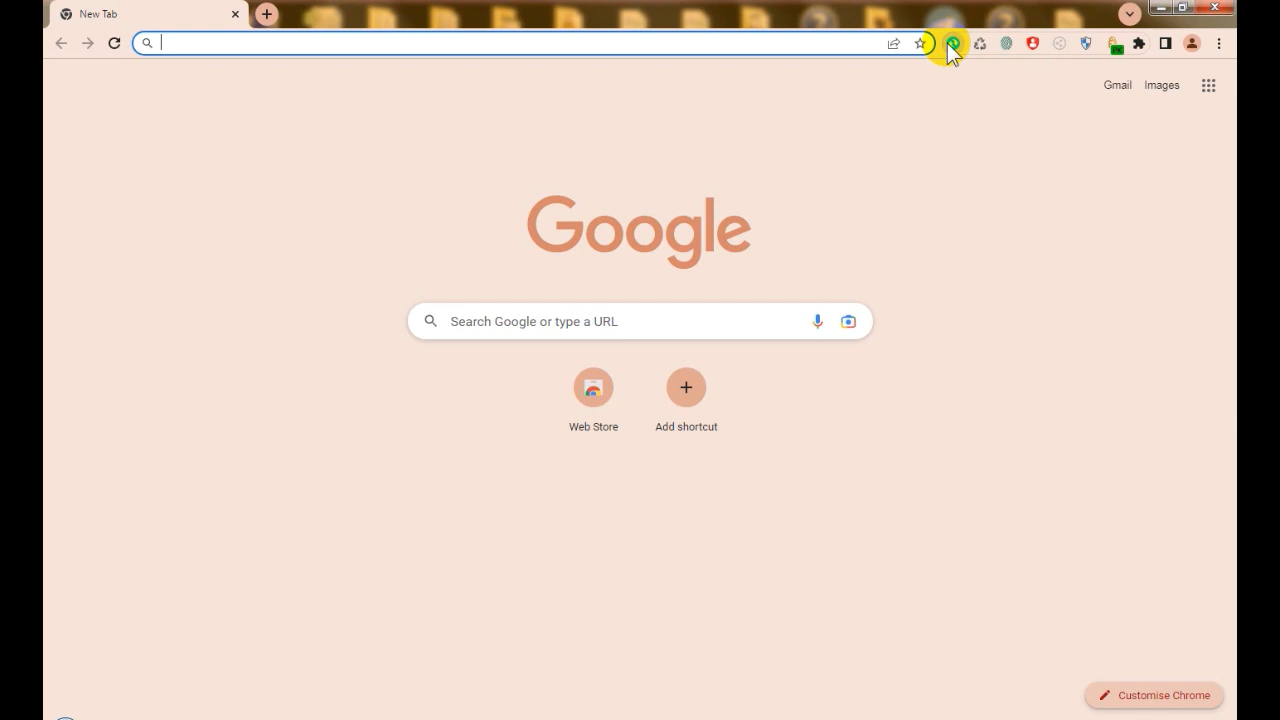 New Tab
Gmail Images
Google
Search Google or type a URL
Web Store Add shortcut
Customise Chrome